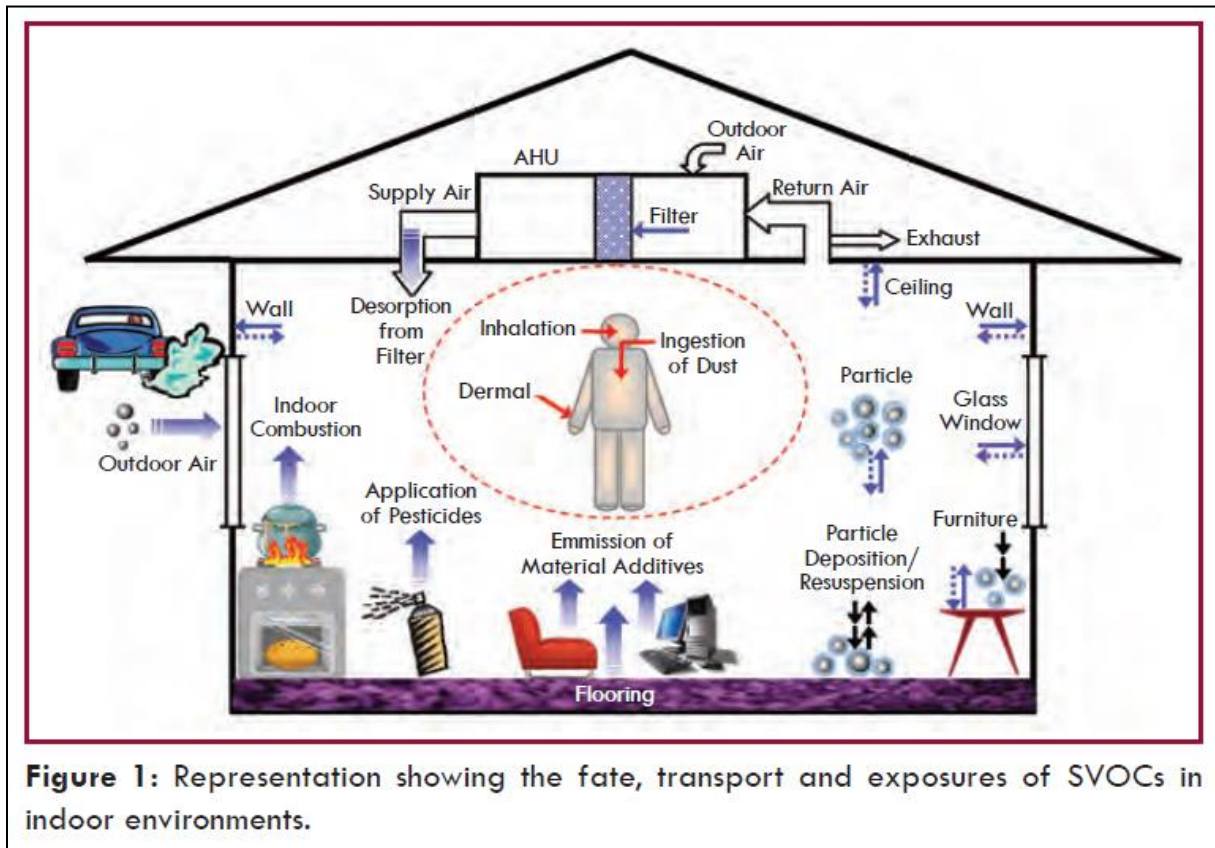 Outdoor
Air
AHU
Return Air
Supply Air
Filter
Exhaust
Wall
Desorption
from
Filter
Inhalation
Ingestion
of Dust
Dermal
Ceiling
Wall
Particle
Glass
Window
Indoor
Combustion
Outdoor Air
Application
of Pesticides
Emmission of
Material Additives
Particle
Deposition/
Resuspension
Furniture
Flooring
Figure 1: Representation showing the fate, transport and exposures of SVOCs in
indoor environments.